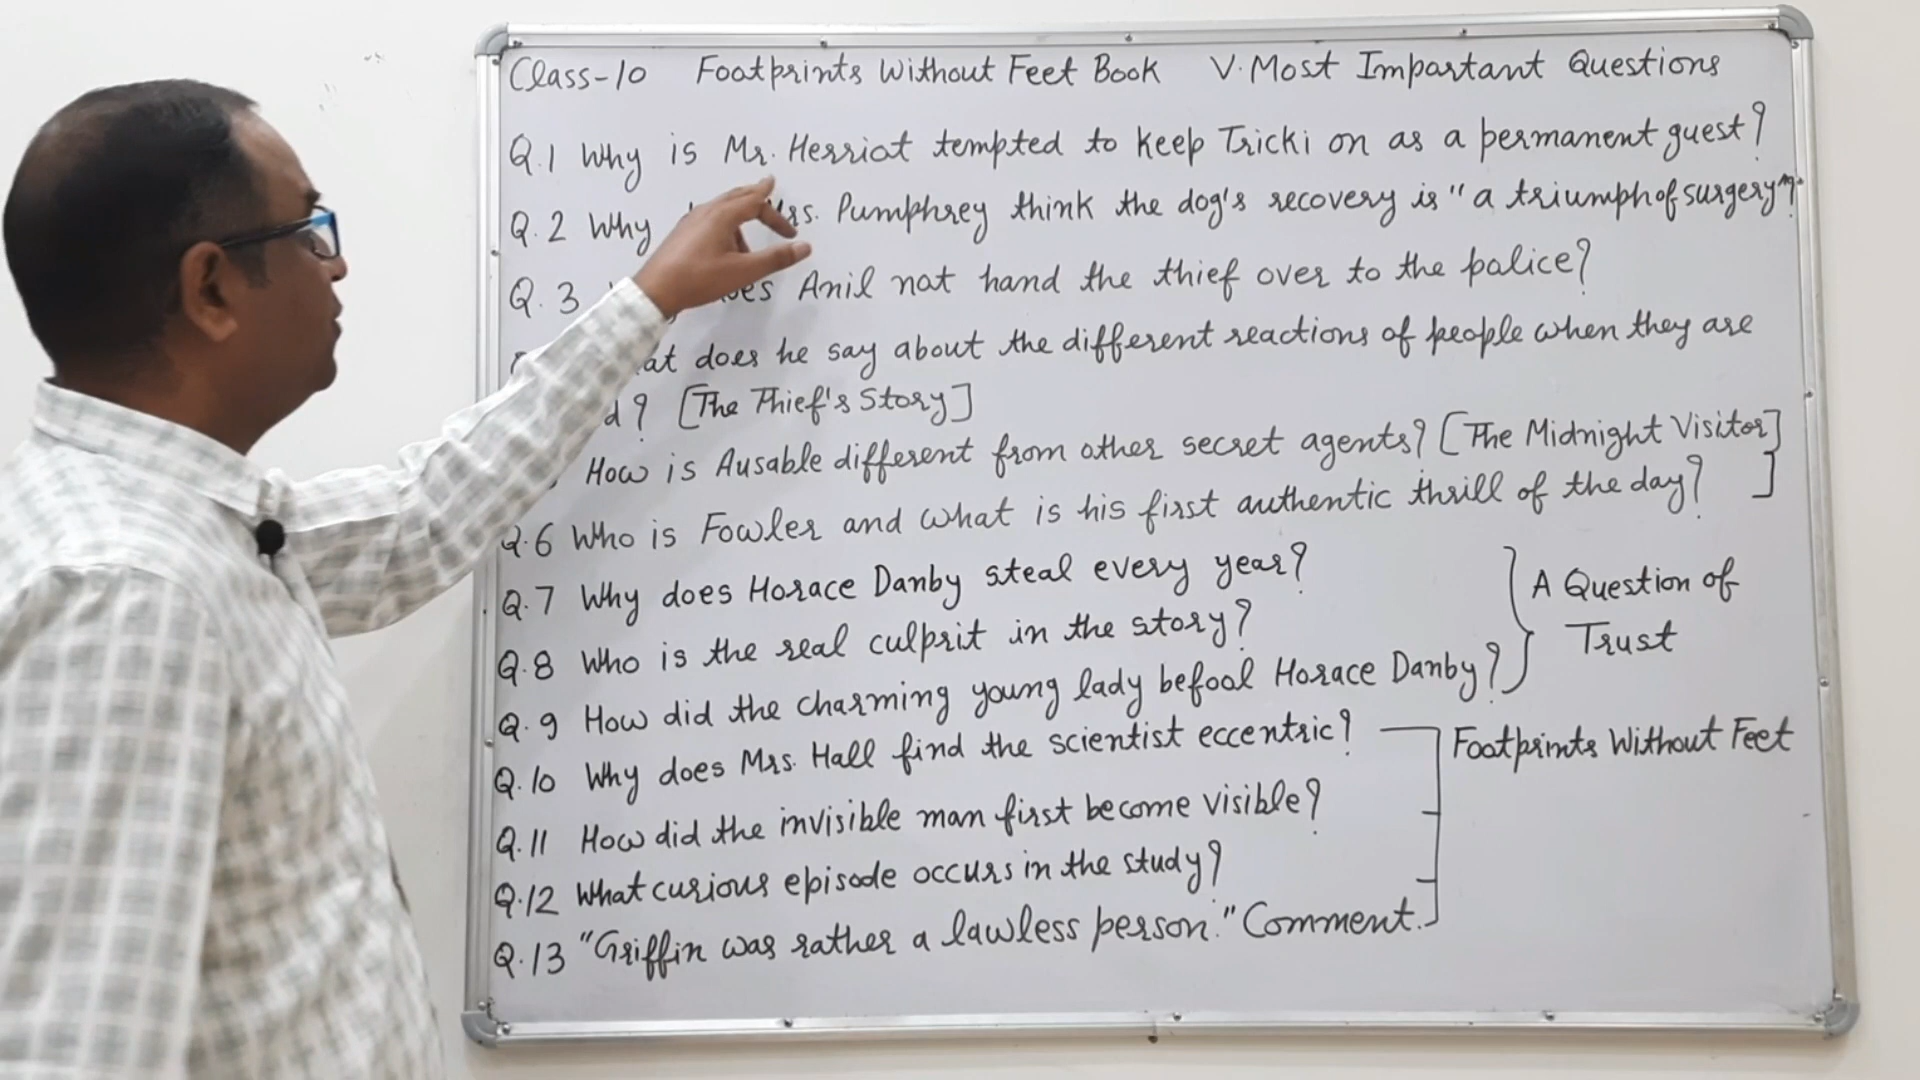 Class-10 Footprints Without Feet Book V.Most Important Questions
Q.1 Why is Mr. Herriot tempted to keep Tricki on as a permanent guest?
Q.2 Why Mrs. Pumphrey think the dog's recovery is "a triumph of surgery"?
Q.3 does Anil not hand the thief over to the police?
does he say about the different reactions of people when they are
? [The Thief's Story]
How is Ausable different from other secret agents? [The Midnight Visitor]
Q.6 Who is Fowler and what is his first authentic thrill of the day? ]
Q.7 Why does Horace Danby steal every year?
Q.8 Who is the real culprit in the story?
Q.9 How did the charming young lady befool Horace Danby?
A Question of
Trust
Q.10 Why does Mrs. Hall find the scientist eccentric?
Footprints Without Feet
Q.11 How did the invisible man first become visible?
Q.12 What curious episode occurs in the study?
Q.13 "Griffin was rather a lawless person." Comment.